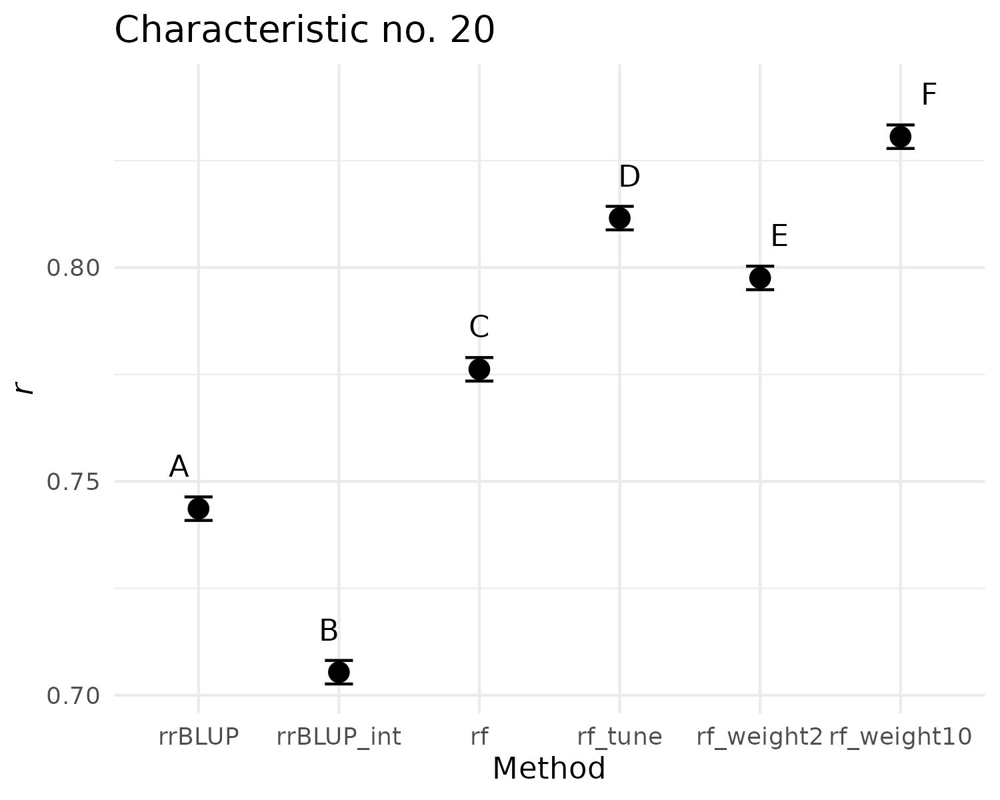 Characteristic no. 20
F
D
E
0.80
C
r
A
0.75
B
0.70
rrBLUP rrBLUP_int rf rf_tune rf_weight2 rf_weight10
Method